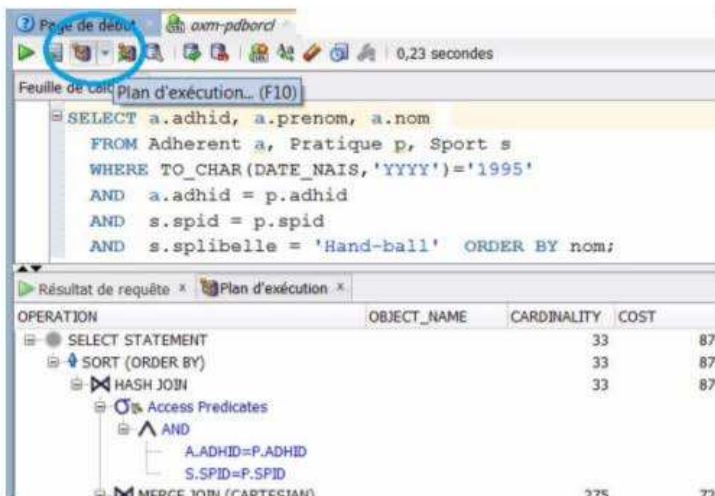 Page de début
oxm-pdborcl
0,23 secondes
Feuille de calc
Plan d'exécution... (F10)
SELECT a.adhid, a.prenom, a.nom
FROM Adherent a, Pratique p, Sport s
WHERE TO_CHAR(DATE_NAIS,'YYYY')='1995'
AND a.adhid = p.adhid
AND s.spid = p.spid
AND s.splibelle = 'Hand-ball' ORDER BY nom;
Résultat de requête × Plan d'exécution ×
OPERATION OBJECT_NAME CARDINALITY COST
SELECT STATEMENT 33 87
SORT (ORDER BY) 33 87
HASH JOIN 33 87
Access Predicates
AND
A.ADHID=P.ADHID
S.SPID=P.SPID
MERGE JOIN (CARTESIAN) 275 72